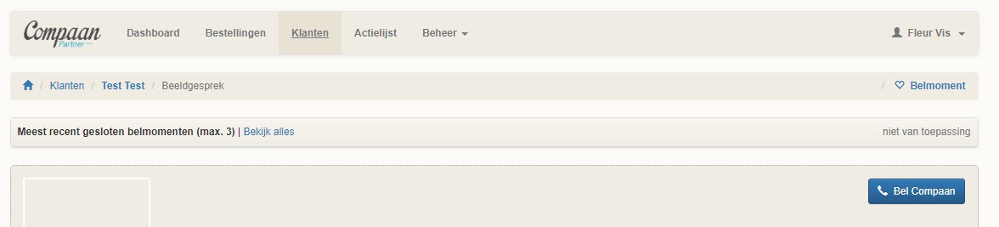 Compaan Partner Dashboard Bestellingen Klanten Actielijst Beheer Fleur Vis
/ Klanten / Test Test / Beeldgesprek / Belmoment
Meest recent gesloten belmomenten (max. 3) | Bekijk alles niet van toepassing
Bel Compaan